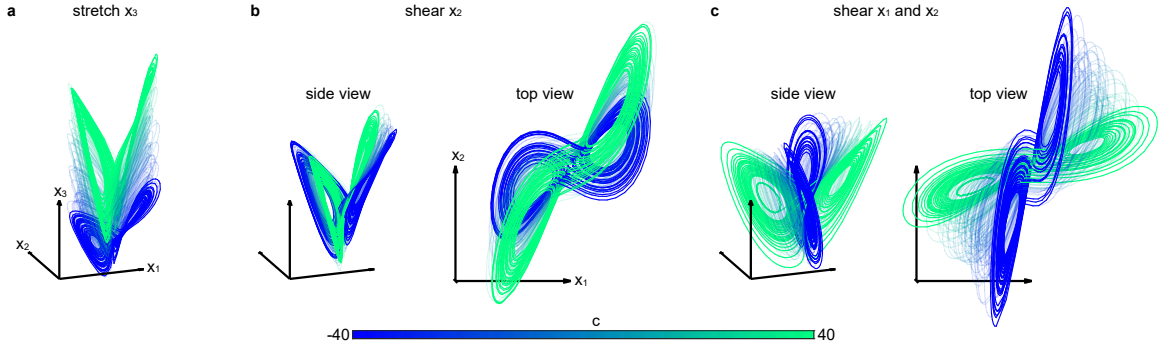 a stretch x₃
b shear x₂
c shear x₁ and x₂
side view
top view
side view
top view
x₃
x₂
x₁
x₂
x₁
c
-40
40